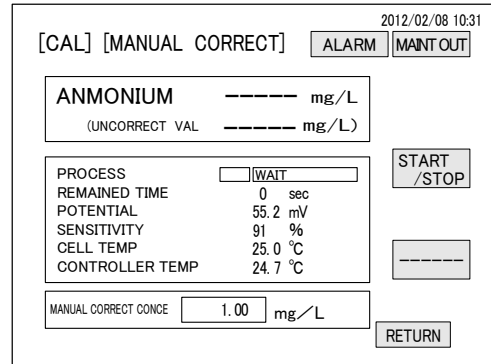 2012/02/08 10:31
[CAL] [MANUAL CORRECT] ALARM MAINT OUT
ANMONIUM ————— mg/L
(UNCORRECT VAL ————— mg/L)
PROCESS WAIT
REMAINED TIME 0 sec
POTENTIAL 55.2 mV
SENSITIVITY 91 %
CELL TEMP 25.0 °C
CONTROLLER TEMP 24.7 °C
START
/STOP
------
MANUAL CORRECT CONCE 1.00 mg/L
RETURN